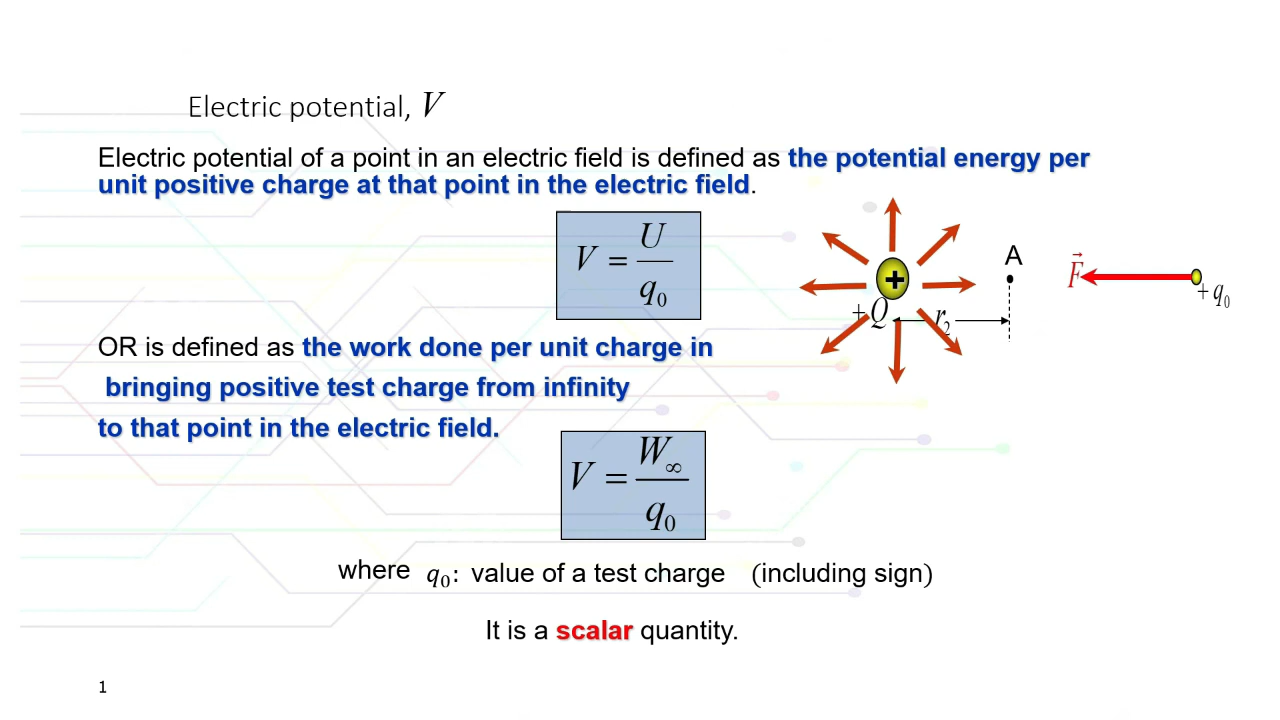 Electric potential, V
Electric potential of a point in an electric field is defined as the potential energy per
unit positive charge at that point in the electric field.
V = U / q₀
A
F⃗
+ q₀
+
+ Q
r₂
OR is defined as the work done per unit charge in
bringing positive test charge from infinity
to that point in the electric field.
V = W∞ / q₀
where q₀: value of a test charge (including sign)
It is a scalar quantity.
1